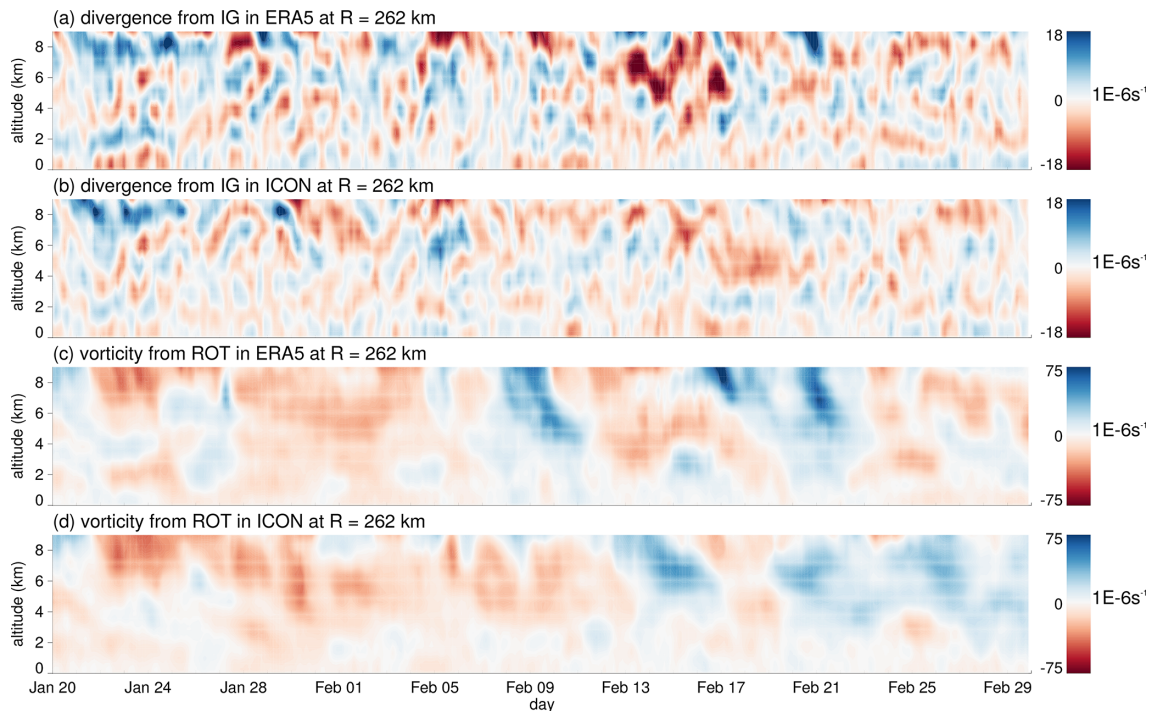 (a) divergence from IG in ERA5 at R = 262 km
altitude (km)
8
6
4
2
0
18
0
-18
1E-6s⁻¹
(b) divergence from IG in ICON at R = 262 km
altitude (km)
8
6
4
2
0
18
0
-18
1E-6s⁻¹
(c) vorticity from ROT in ERA5 at R = 262 km
altitude (km)
8
6
4
2
0
75
0
-75
1E-6s⁻¹
(d) vorticity from ROT in ICON at R = 262 km
altitude (km)
8
6
4
2
0
75
0
-75
1E-6s⁻¹
Jan 20 Jan 24 Jan 28 Feb 01 Feb 05 Feb 09 Feb 13 Feb 17 Feb 21 Feb 25 Feb 29
day